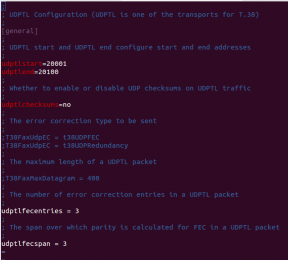 ;
; UDPTL Configuration (UDPTL is one of the transports for T.38)
;
[general]
;
; UDPTL start and UDPTL end configure start and end addresses
;
udptlstart=20001
udptlend=20100
;
; Whether to enable or disable UDP checksums on UDPTL traffic
;
udptlchecksums=no
;
; The error correction type to be sent
;
;T38FaxUdpEC = t38UDPFEC
;T38FaxUdpEC = t38UDPRedundancy
;
; The maximum length of a UDPTL packet
;
;T38FaxMaxDatagram = 400
;
; The number of error correction entries in a UDPTL packet
;
udptlfecentries = 3
;
; The span over which parity is calculated for FEC in a UDPTL packet
;
udptlfecspan = 3
~